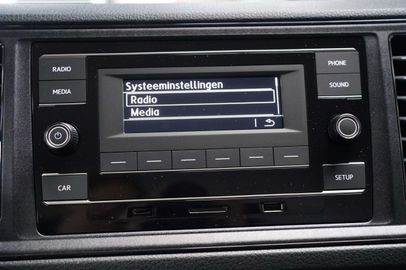 RADIO
MEDIA
CAR
Systeeminstellingen
Radio
Media
PHONE
SOUND
SETUP